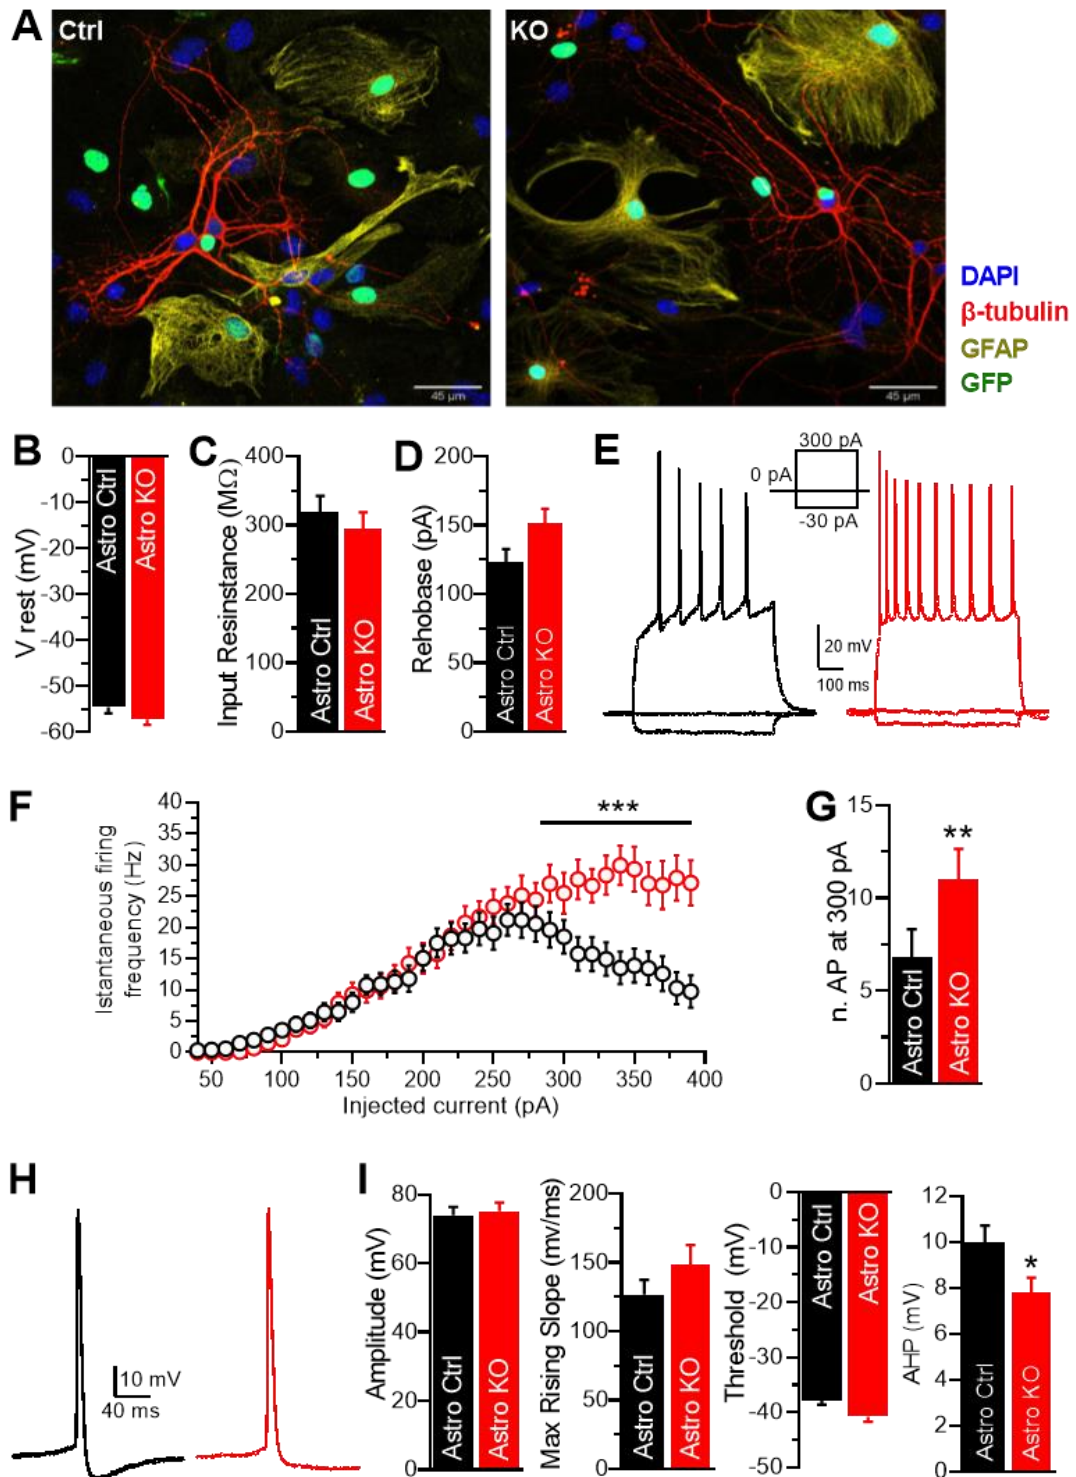 A
Ctrl
KO
45 µm
45 µm
DAPI
β-tubulin
GFAP
GFP
B
V rest (mV)
0
-10
-20
-30
-40
-50
-60
Astro Ctrl
Astro KO
C
Input Resinstance (MΩ)
400
300
200
100
0
Astro Ctrl
Astro KO
D
Rehobase (pA)
200
150
100
50
0
Astro Ctrl
Astro KO
E
300 pA
0 pA
-30 pA
20 mV
100 ms
F
Istantaneous firing
frequency (Hz)
40
35
30
25
20
15
10
5
0
***
50 100 150 200 250 300 350 400
Injected current (pA)
G
n. AP at 300 pA
15
10
5
0
**
Astro Ctrl
Astro KO
H
10 mV
40 ms
I
Amplitude (mV)
80
60
40
20
0
Astro Ctrl
Astro KO
Max Rising Slope (mv/ms)
200
150
100
50
0
Astro Ctrl
Astro KO
Threshold (mV)
0
-10
-20
-30
-40
-50
Astro Ctrl
Astro KO
AHP (mV)
12
10
8
6
4
2
0
*
Astro Ctrl
Astro KO